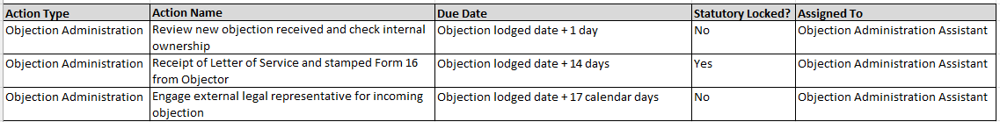 Action Type Action Name Due Date Statutory Locked? Assigned To
Objection Administration Review new objection received and check internal Objection lodged date + 1 day No Objection Administration Assistant
ownership
Objection Administration Receipt of Letter of Service and stamped Form 16 Objection lodged date + 14 days Yes Objection Administration Assistant
from Objector
Objection Administration Engage external legal representative for incoming Objection lodged date + 17 calendar days No Objection Administration Assistant
objection